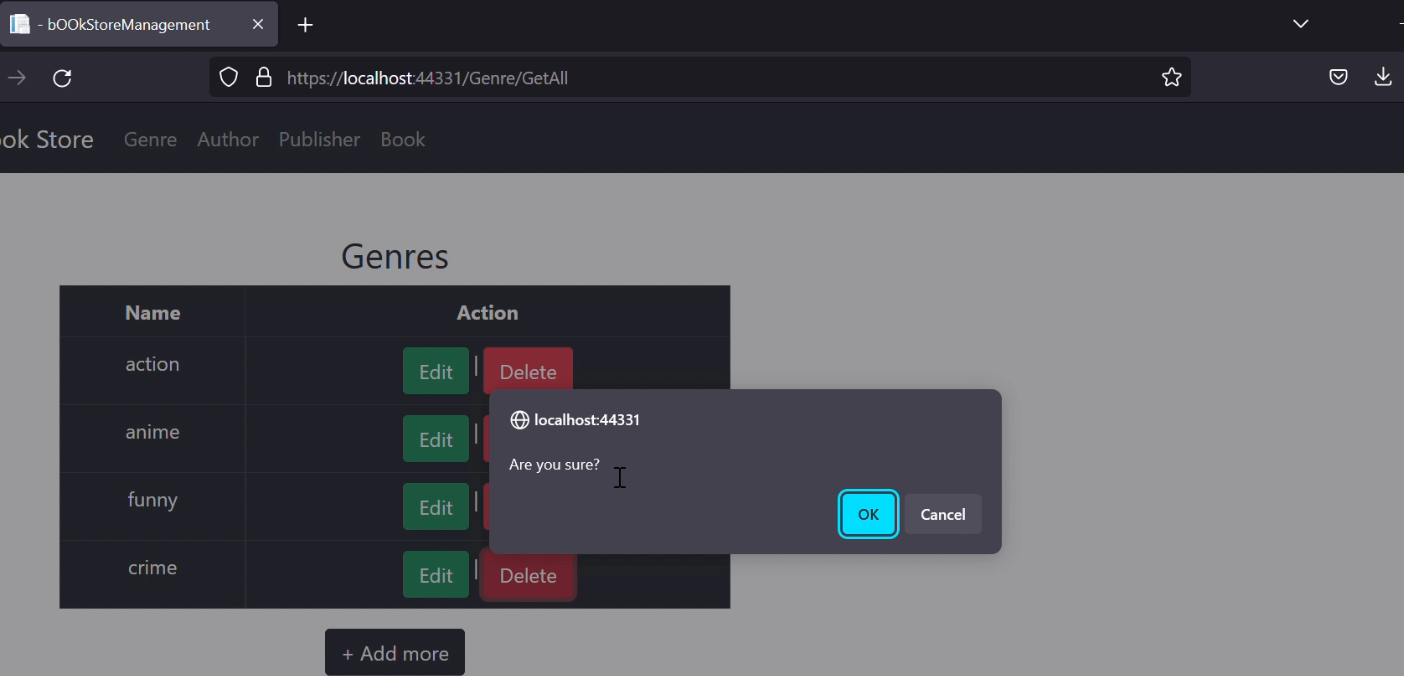 - bOOkStoreManagement
https://localhost:44331/Genre/GetAll
ok Store Genre Author Publisher Book
Genres
Name Action
action Edit | Delete
localhost:44331
anime Edit |
Are you sure?
funny Edit |
OK Cancel
crime Edit | Delete
+ Add more